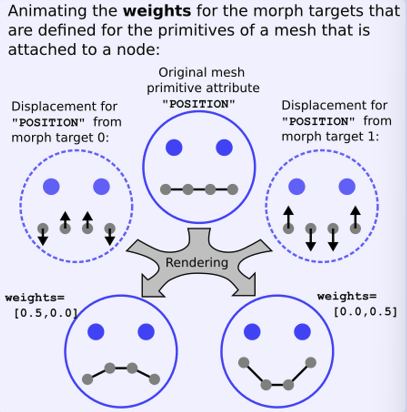 Animating the weights for the morph targets that
are defined for the primitives of a mesh that is
attached to a node:
Original mesh
primitive attribute
"POSITION"
Displacement for
"POSITION" from
morph target 0:
Displacement for
"POSITION" from
morph target 1:
Rendering
weights=
[0.5,0.0]
weights=
[0.0,0.5]